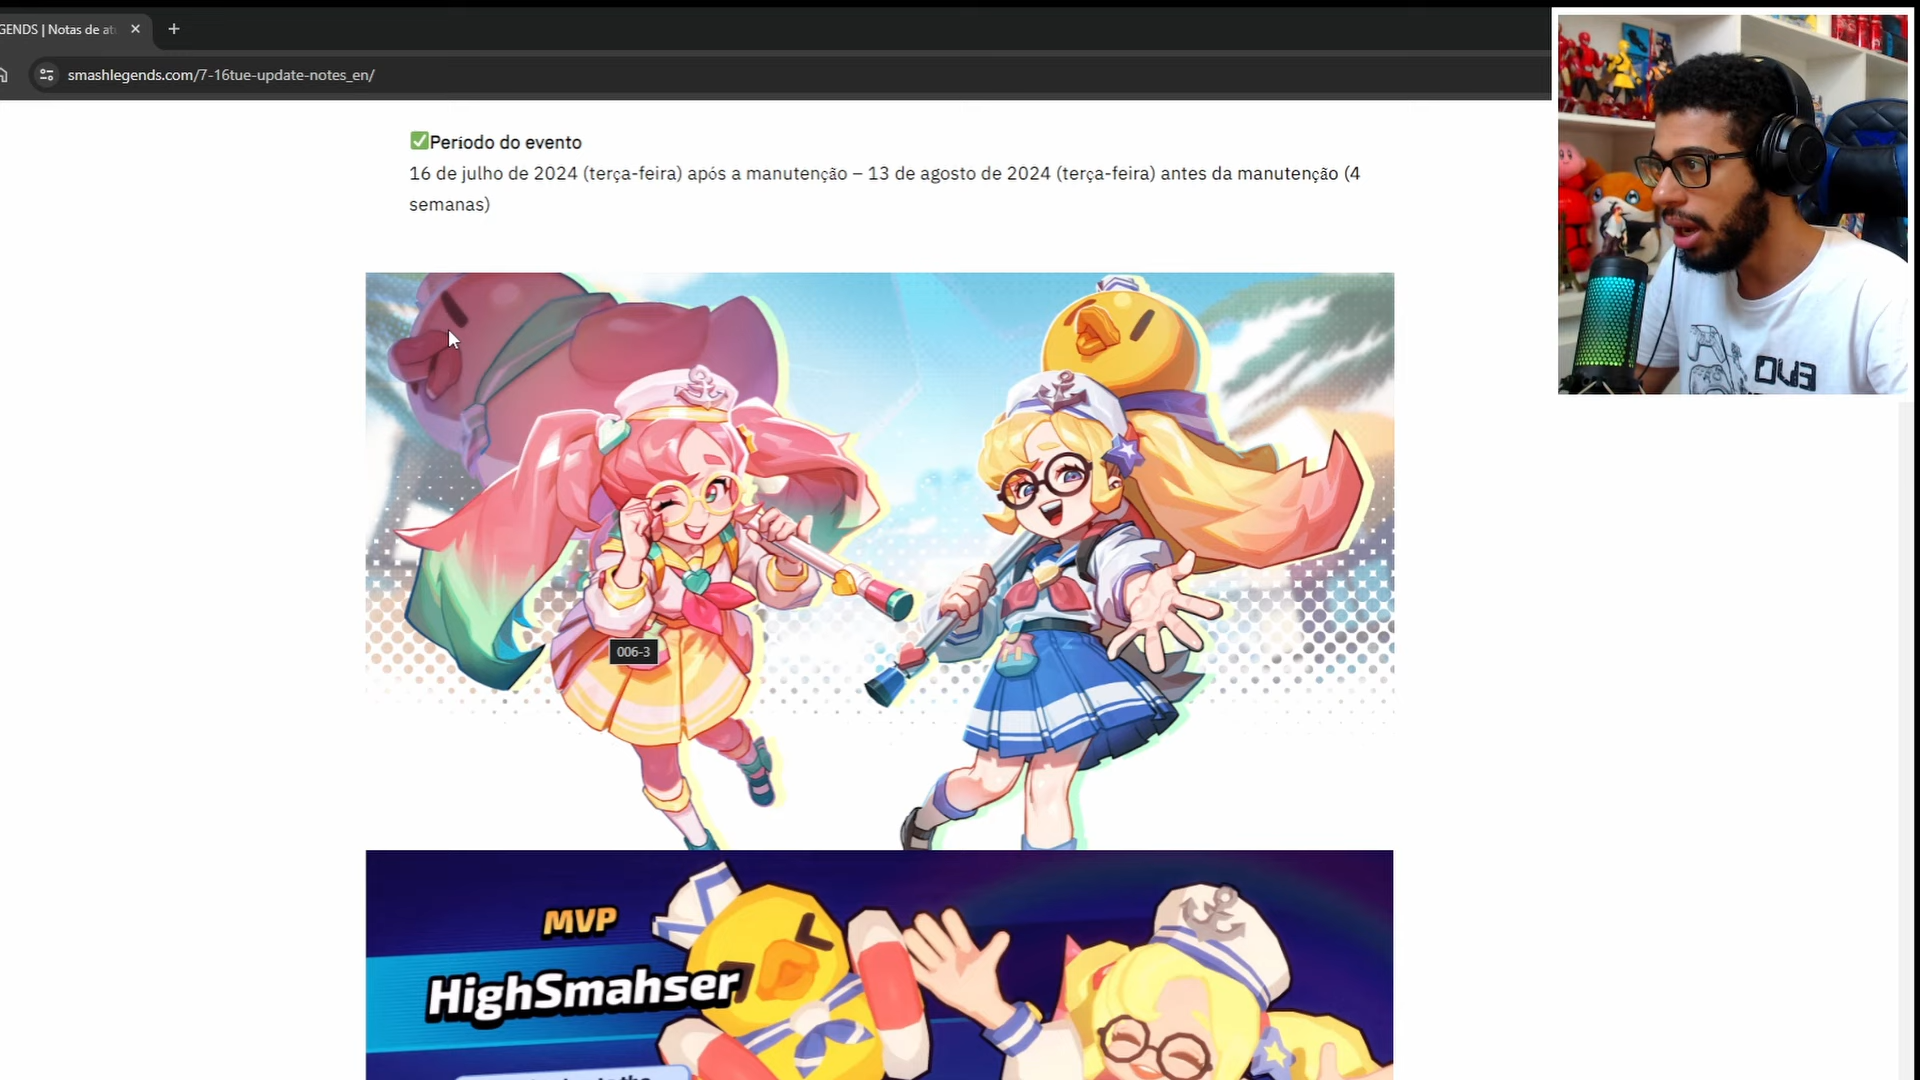 GENDS | Notas de at
smashlegends.com/7-16tue-update-notes_en/
Período do evento
16 de julho de 2024 (terça-feira) após a manutenção – 13 de agosto de 2024 (terça-feira) antes da manutenção (4
semanas)
006-3
MVP
HighSmahser